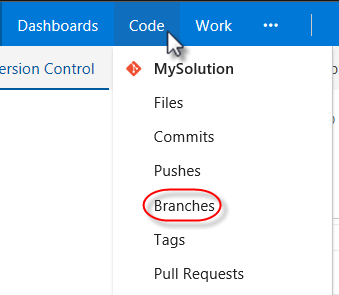 Dashboards Code Work ...
ersion Control
MySolution
Files
Commits
Pushes
Branches
Tags
Pull Requests